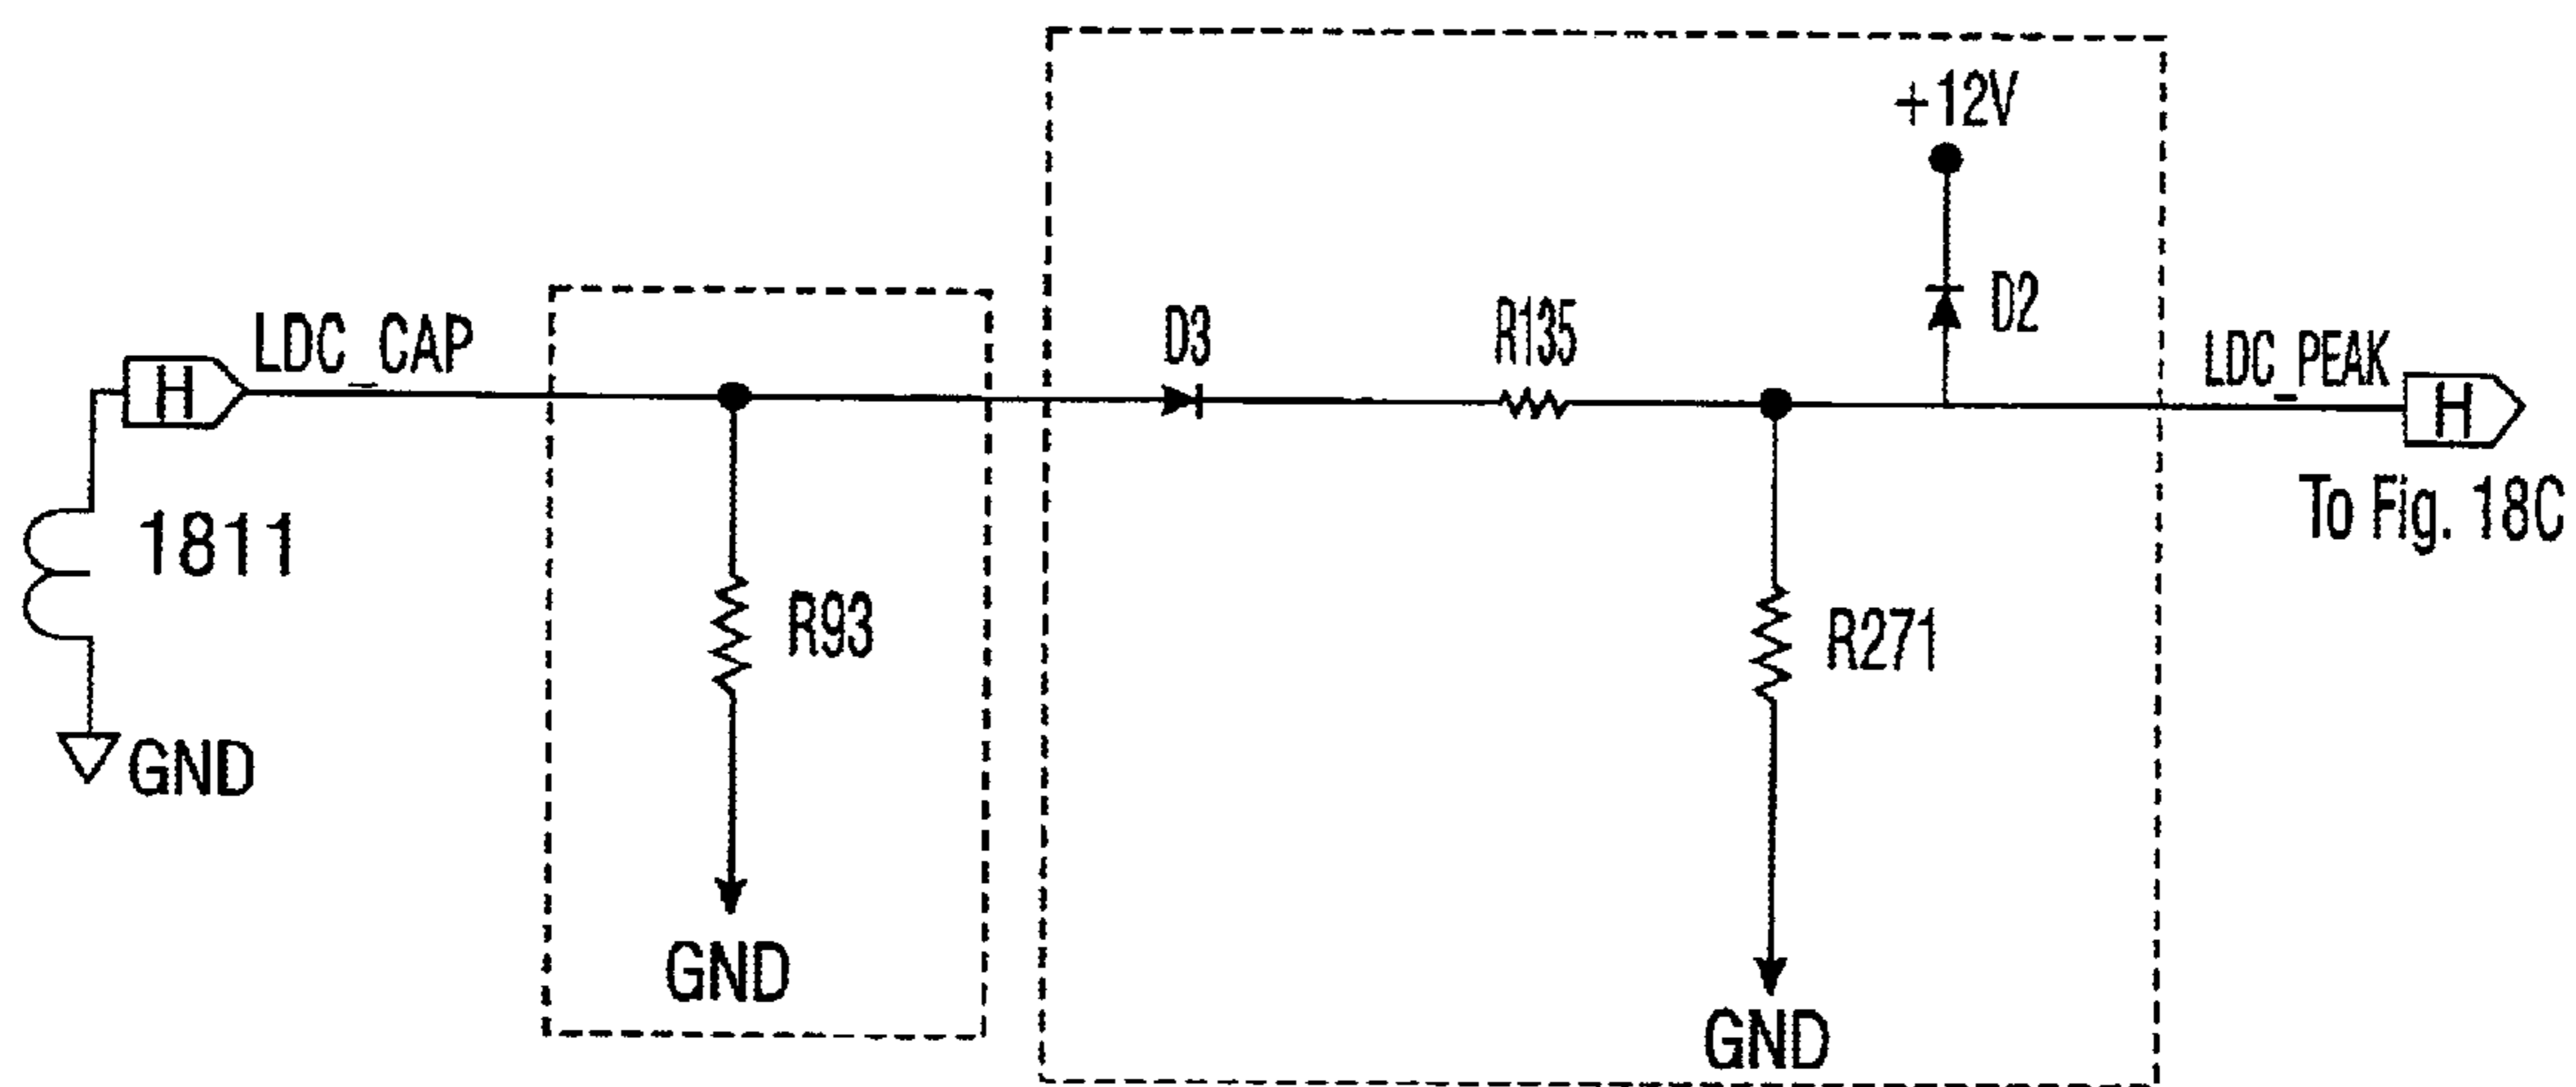 +12V
D2
D3
R135
LDC_CAP
H
LDC_PEAK
H
To Fig. 18C
1811
R93
R271
GND
GND
GND